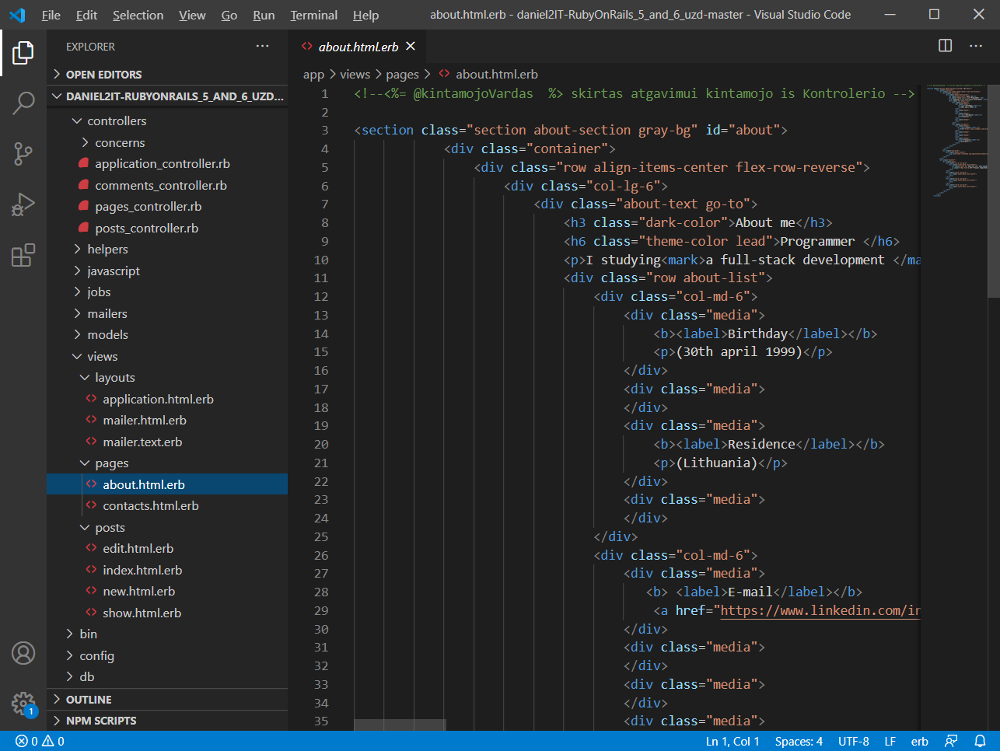 File Edit Selection View Go Run Terminal Help about.html.erb - daniel2IT-RubyOnRails_5_and_6_uzd-master - Visual Studio Code
EXPLORER
OPEN EDITORS
DANIEL2IT-RUBYONRAILS_5_AND_6_UZD...
controllers
concerns
application_controller.rb
comments_controller.rb
pages_controller.rb
posts_controller.rb
helpers
javascript
jobs
mailers
models
views
layouts
application.html.erb
mailer.html.erb
mailer.text.erb
pages
about.html.erb
contacts.html.erb
posts
edit.html.erb
index.html.erb
new.html.erb
show.html.erb
bin
config
db
OUTLINE
NPM SCRIPTS
1
about.html.erb
app > views > pages > about.html.erb
1 <!--<%= @kintamojoVardas  %> skirtas atgavimui kintamojo is Kontrolerio -->
2
3 <section class="section about-section gray-bg" id="about">
4 <div class="container">
5 <div class="row align-items-center flex-row-reverse">
6 <div class="col-lg-6">
7 <div class="about-text go-to">
8 <h3 class="dark-color">About me</h3>
9 <h6 class="theme-color lead">Programmer </h6>
10 <p>I studying<mark>a full-stack development </ma
11 <div class="row about-list">
12 <div class="col-md-6">
13 <div class="media">
14 <b><label>Birthday</label></b>
15 <p>(30th april 1999)</p>
16 </div>
17 <div class="media">
18 </div>
19 <div class="media">
20 <b><label>Residence</label></b>
21 <p>(Lithuania)</p>
22 </div>
23 <div class="media">
24 </div>
25 </div>
26 <div class="col-md-6">
27 <div class="media">
28 <b> <label>E-mail</label></b>
29 <a href="https://www.linkedin.com/in
30 </div>
31 <div class="media">
32 </div>
33 <div class="media">
34 </div>
35 <div class="media">
0 0 Ln 1, Col 1 Spaces: 4 UTF-8 LF erb